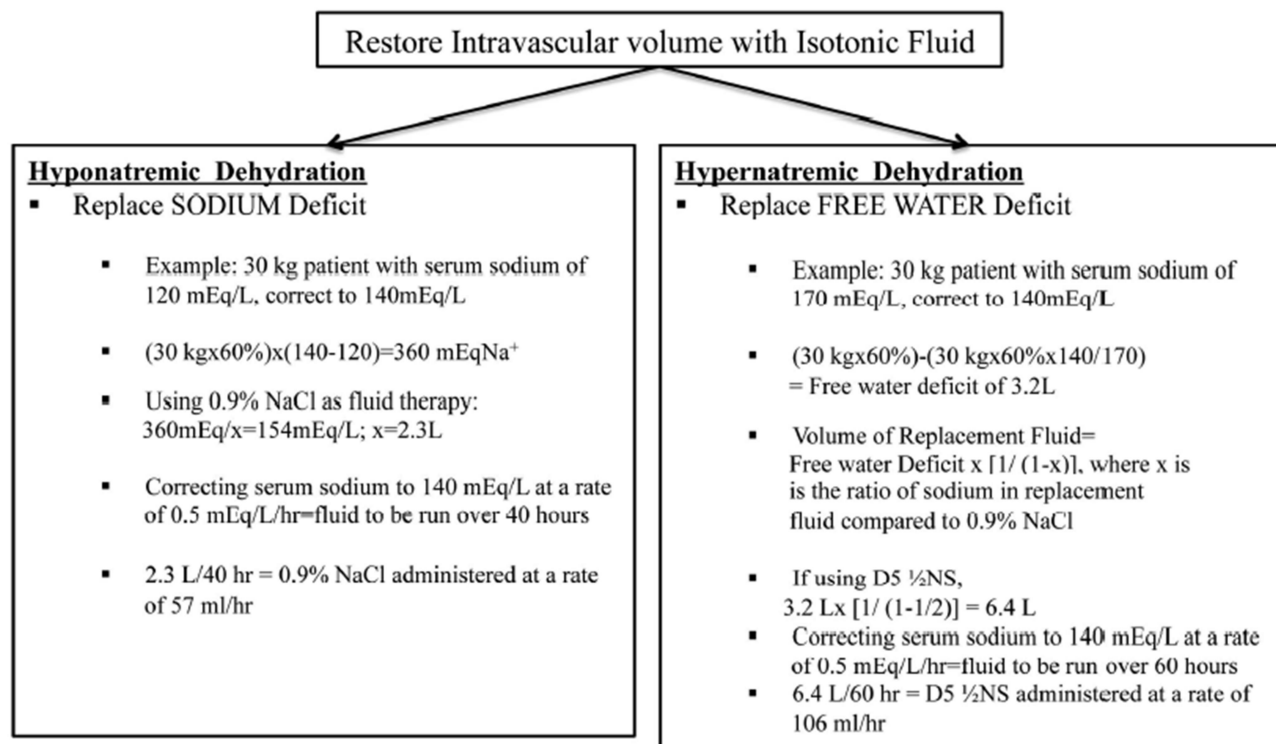 Restore Intravascular volume with Isotonic Fluid
Hyponatremic Dehydration
▪ Replace SODIUM Deficit
▪ Example: 30 kg patient with serum sodium of
120 mEq/L, correct to 140mEq/L
▪ (30 kgx60%)x(140-120)=360 mEqNa⁺
▪ Using 0.9% NaCl as fluid therapy:
360mEq/x=154mEq/L; x=2.3L
▪ Correcting serum sodium to 140 mEq/L at a rate
of 0.5 mEq/L/hr=fluid to be run over 40 hours
▪ 2.3 L/40 hr = 0.9% NaCl administered at a rate
of 57 ml/hr
Hypernatremic Dehydration
▪ Replace FREE WATER Deficit
▪ Example: 30 kg patient with serum sodium of
170 mEq/L, correct to 140mEq/L
▪ (30 kgx60%)-(30 kgx60%x140/170)
= Free water deficit of 3.2L
▪ Volume of Replacement Fluid=
Free water Deficit x [1/ (1-x)], where x is
is the ratio of sodium in replacement
fluid compared to 0.9% NaCl
▪ If using D5 ½NS,
3.2 Lx [1/ (1-1/2)] = 6.4 L
▪ Correcting serum sodium to 140 mEq/L at a rate
of 0.5 mEq/L/hr=fluid to be run over 60 hours
▪ 6.4 L/60 hr = D5 ½NS administered at a rate of
106 ml/hr